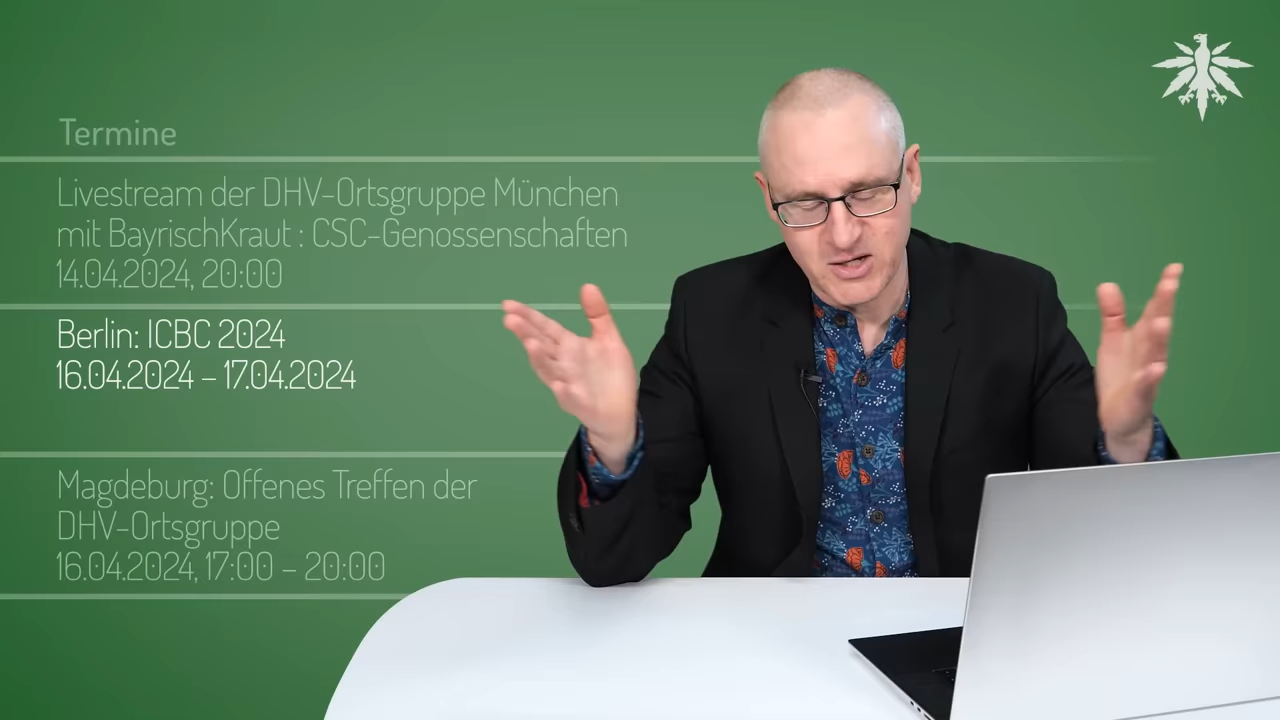 Termine
Livestream der DHV-Ortsgruppe München
mit BayrischKraut : CSC-Genossenschaften
14.04.2024, 20:00
Berlin: ICBC 2024
16.04.2024 – 17.04.2024
Magdeburg: Offenes Treffen der
DHV-Ortsgruppe
16.04.2024, 17:00 – 20:00